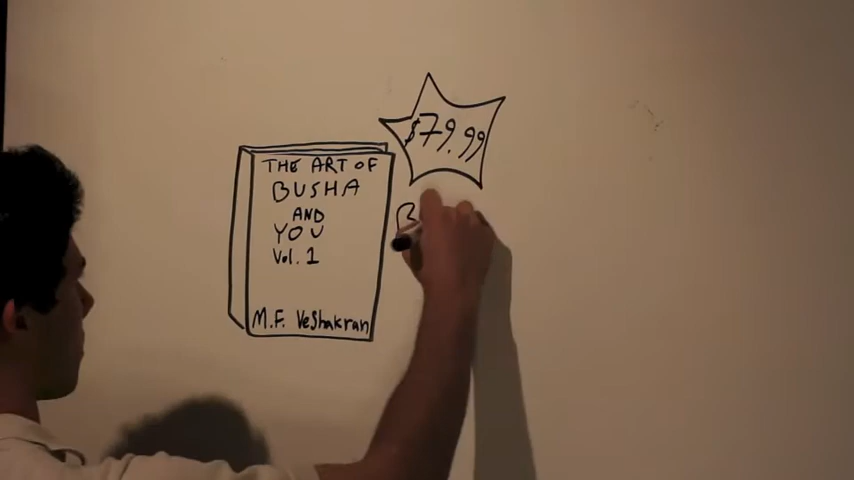 $79.99
THE ART OF
BUSHA
AND
YOU
Vol. 1
M.F. Veshakran
B